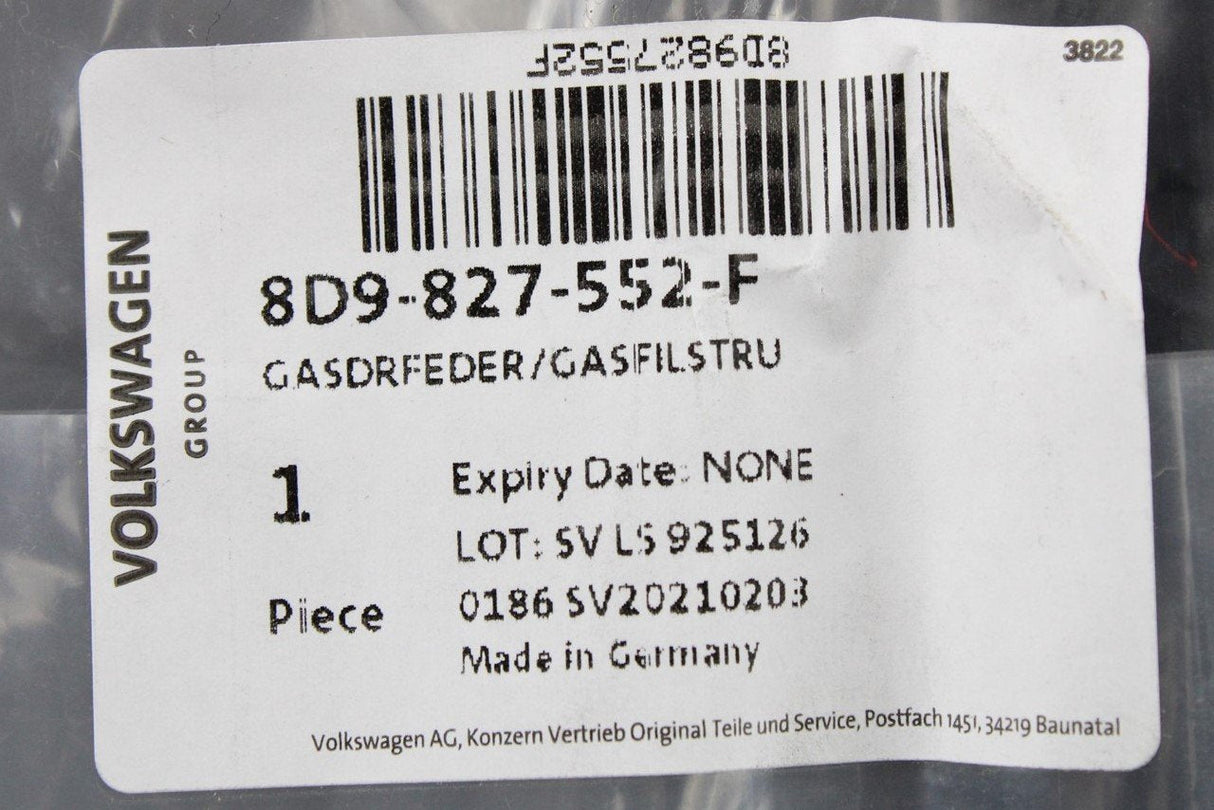 8D9827552F
3822
VOLKSWAGEN
GROUP
8D9-827-552-F
GASDRFEDER/GASFILSTRU
1
Expiry Date: NONE
LOT: SV LS 925126
Piece
0186 SV20210203
Made in Germany
Volkswagen AG, Konzern Vertrieb Original Teile und Service, Postfach 1451, 34219 Baunatal